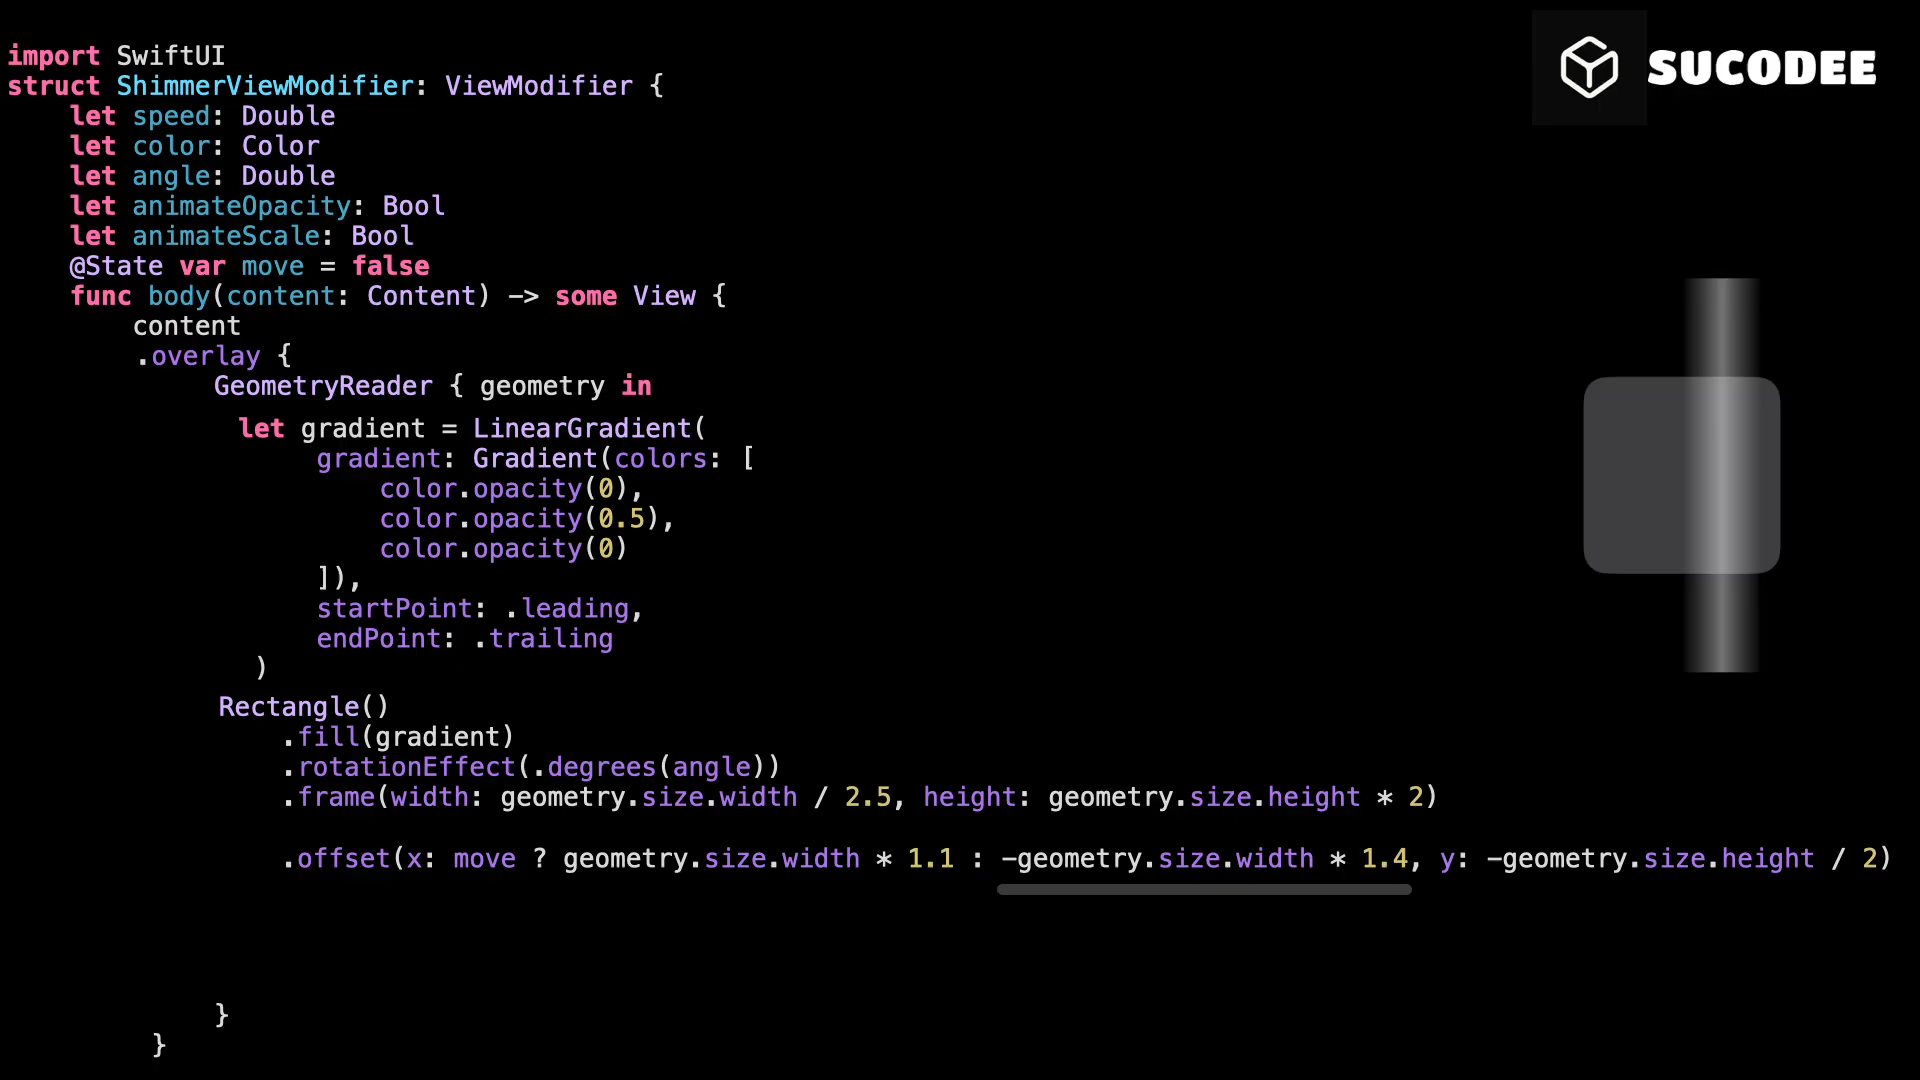 import SwiftUI
struct ShimmerViewModifier: ViewModifier {
    let speed: Double
    let color: Color
    let angle: Double
    let animateOpacity: Bool
    let animateScale: Bool
    @State var move = false
    func body(content: Content) -> some View {
        content
        .overlay {
             GeometryReader { geometry in
               let gradient = LinearGradient(
                    gradient: Gradient(colors: [
                        color.opacity(0),
                        color.opacity(0.5),
                        color.opacity(0)
                    ]),
                    startPoint: .leading,
                    endPoint: .trailing
                )
              Rectangle()
                  .fill(gradient)
                  .rotationEffect(.degrees(angle))
                  .frame(width: geometry.size.width / 2.5, height: geometry.size.height * 2)
                  .offset(x: move ? geometry.size.width * 1.1 : -geometry.size.width * 1.4, y: -geometry.size.height / 2)
             }
         }
SUCODEE